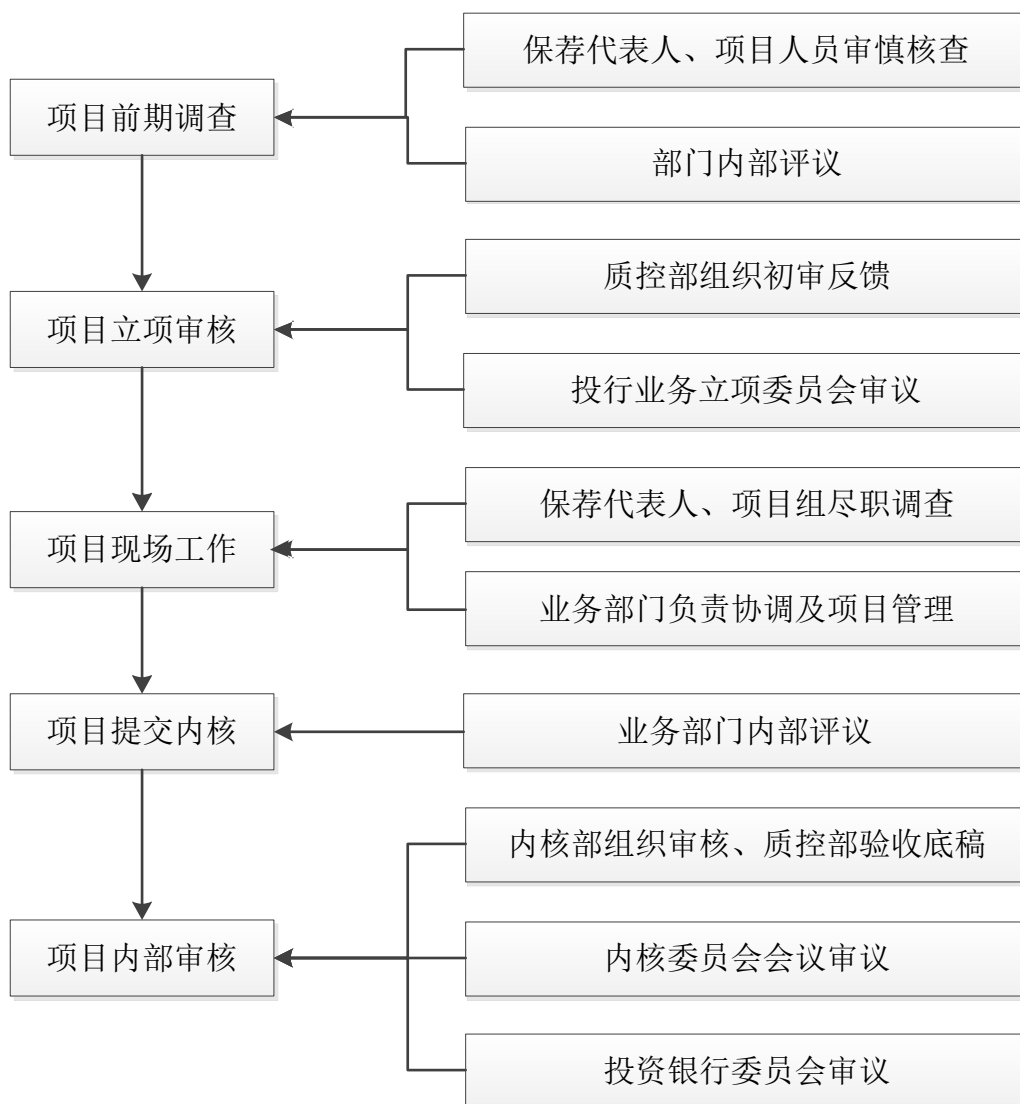 保荐代表人、项目人员审慎核查
项目前期调查
部门内部评议
质控部组织初审反馈
项目立项审核
投行业务立项委员会审议
保荐代表人、项目组尽职调查
项目现场工作
业务部门负责协调及项目管理
项目提交内核
业务部门内部评议
内核部组织审核、质控部验收底稿
项目内部审核
内核委员会会议审议
投资银行委员会审议